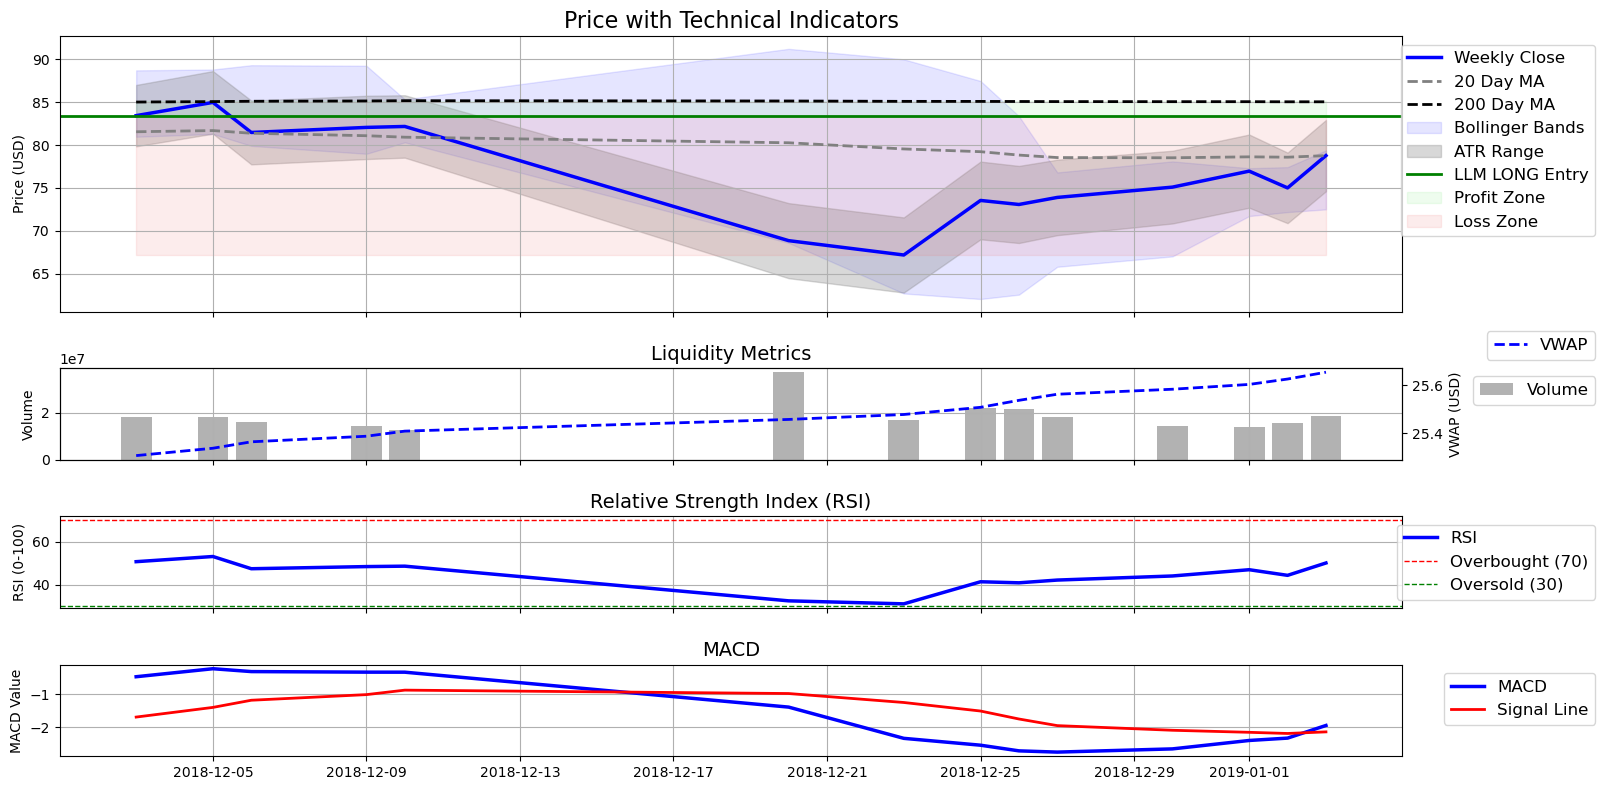 Price with Technical Indicators
Price (USD)
90
85
80
75
70
65
Weekly Close
20 Day MA
200 Day MA
Bollinger Bands
ATR Range
LLM LONG Entry
Profit Zone
Loss Zone
Liquidity Metrics
1e7
Volume
2
0
25.6
25.4
VWAP (USD)
VWAP
Volume
Relative Strength Index (RSI)
RSI (0-100)
60
40
RSI
Overbought (70)
Oversold (30)
MACD
MACD Value
−1
−2
MACD
Signal Line
2018-12-05
2018-12-09
2018-12-13
2018-12-17
2018-12-21
2018-12-25
2018-12-29
2019-01-01